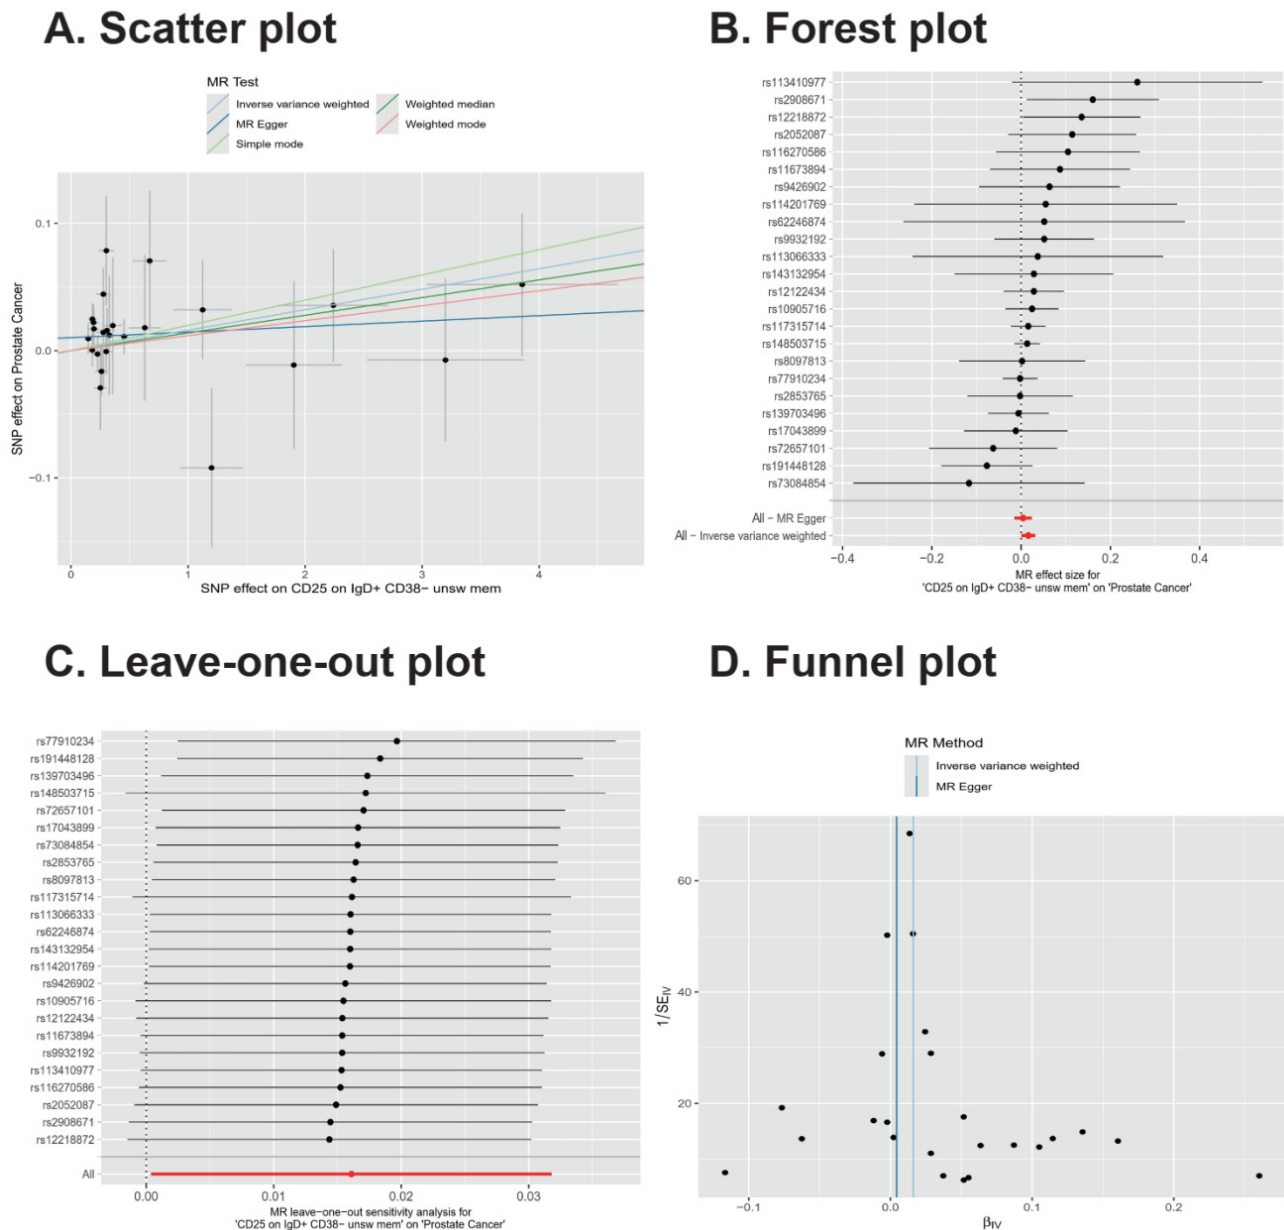 A. Scatter plot
MR Test
Inverse variance weighted
MR Egger
Simple mode
Weighted median
Weighted mode
0.1
0.0
−0.1
SNP effect on Prostate Cancer
0
1
2
3
4
SNP effect on CD25 on IgD+ CD38− unsw mem
B. Forest plot
rs113410977
rs2908671
rs12218872
rs2052087
rs116270586
rs11673894
rs9426902
rs114201769
rs62246874
rs9932192
rs113066333
rs143132954
rs12122434
rs10905716
rs117315714
rs148503715
rs8097813
rs77910234
rs2853765
rs139703496
rs17043899
rs72657101
rs191448128
rs73084854
All − MR Egger
All − Inverse variance weighted
−0.4
−0.2
0.0
0.2
0.4
MR effect size for
'CD25 on IgD+ CD38− unsw mem' on 'Prostate Cancer'
C. Leave-one-out plot
rs77910234
rs191448128
rs139703496
rs148503715
rs72657101
rs17043899
rs73084854
rs2853765
rs8097813
rs117315714
rs113066333
rs62246874
rs143132954
rs114201769
rs9426902
rs10905716
rs12122434
rs11673894
rs9932192
rs113410977
rs116270586
rs2052087
rs2908671
rs12218872
All
0.00
0.01
0.02
0.03
MR leave−one−out sensitivity analysis for
'CD25 on IgD+ CD38− unsw mem' on 'Prostate Cancer'
D. Funnel plot
MR Method
Inverse variance weighted
MR Egger
60
40
20
1/SE_IV
−0.1
0.0
0.1
0.2
β_IV